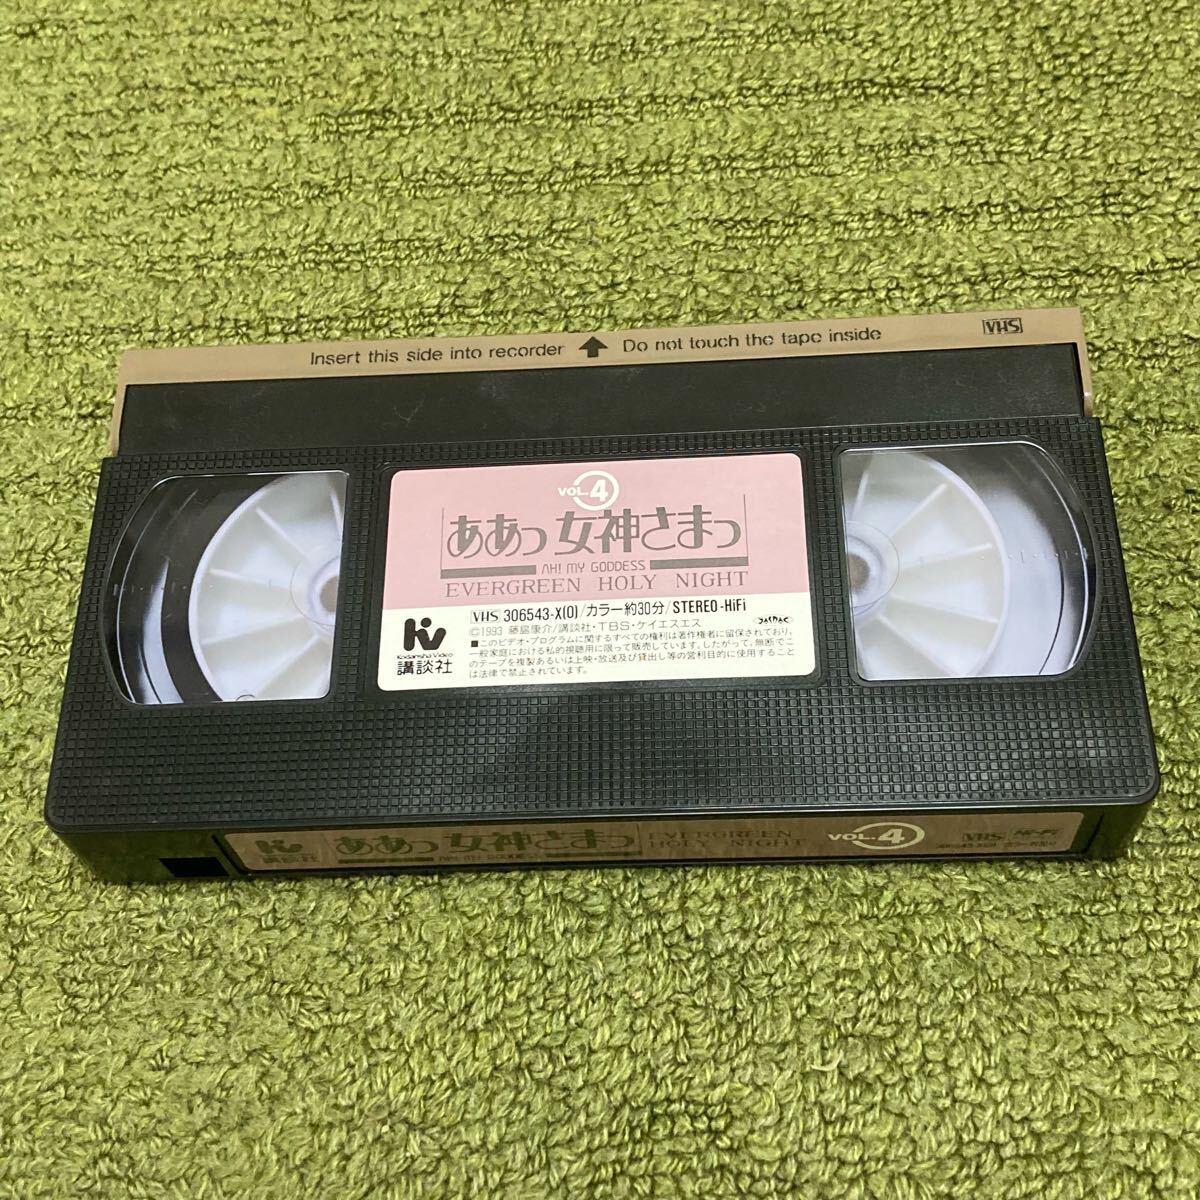 Insert this side into recorder ↑ Do not touch the tape inside
VHS
VOL.4
ああっ女神さまっ
AH! MY GODDESS
EVERGREEN HOLY NIGHT
VHS 306543-X(0)/カラー約30分/STEREO-HiFi
Kodansha Video
講談社
©1993 藤島康介/講談社・TBS・ケイエスエス
■このビデオ・プログラムに関するすべての権利は著作権者に留保されており、
一般家庭における私的視聴用に限って販売しています。したがって、無断でこ
のテープを複製あるいは上映・放送及び貸出し等の営利目的に使用すること
は法律で禁止されています。
講談社
ああっ女神さまっ
AH! MY GODDESS
EVERGREEN
HOLY NIGHT
VOL.4
VHS
Hi-Fi